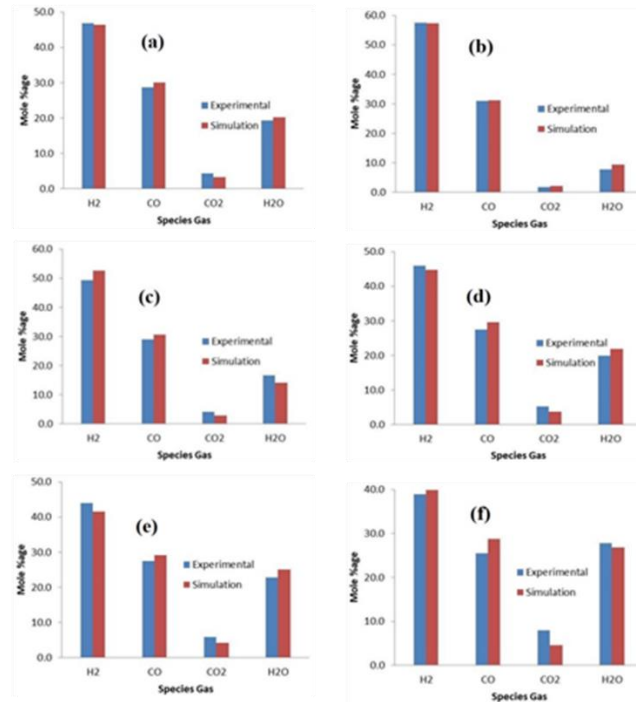 50.0
(a)
40.0
30.0
20.0
10.0
0.0
Mole %age
Experimental
Simulation
H2 CO CO2 H2O
Species Gas
60.0
(b)
50.0
40.0
30.0
20.0
10.0
0.0
Mole %age
Experimental
Simulation
H2 CO CO2 H2O
Species Gas
60.0
(c)
50.0
40.0
30.0
20.0
10.0
0.0
Mole %age
Experimental
Simulation
H2 CO CO2 H2O
Species Gas
50.0
(d)
40.0
30.0
20.0
10.0
0.0
Mole %age
Experimental
Simulation
H2 CO CO2 H2O
Species Gas
50.0
(e)
40.0
30.0
20.0
10.0
0.0
Mole %age
Experimental
Simulation
H2 CO CO2 H2O
Species Gas
40.0
(f)
30.0
20.0
10.0
0.0
Mole %age
Experimental
Simulation
H2 CO CO2 H2O
Species Gas